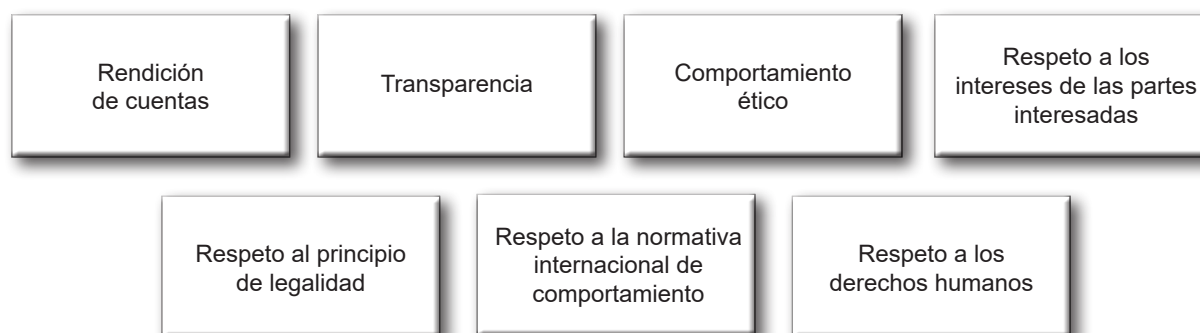 Rendición
de cuentas
Transparencia
Comportamiento
ético
Respeto a los
intereses de las partes
interesadas
Respeto al principio
de legalidad
Respeto a la normativa
internacional de
comportamiento
Respeto a los
derechos humanos